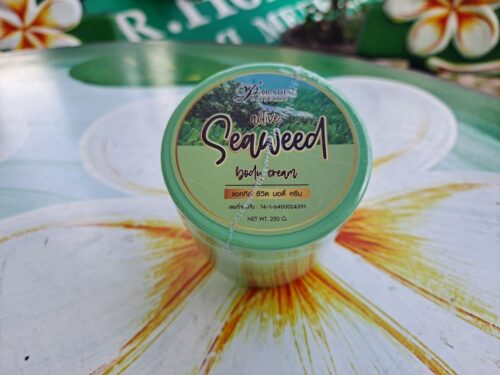 PARADISE
active
Seaweed
body cream
แอคทีฟ ซีวีด บอดี้ ครีม
เลขที่จดแจ้ง : 74-1-6400024391
NET WT. 250 G.